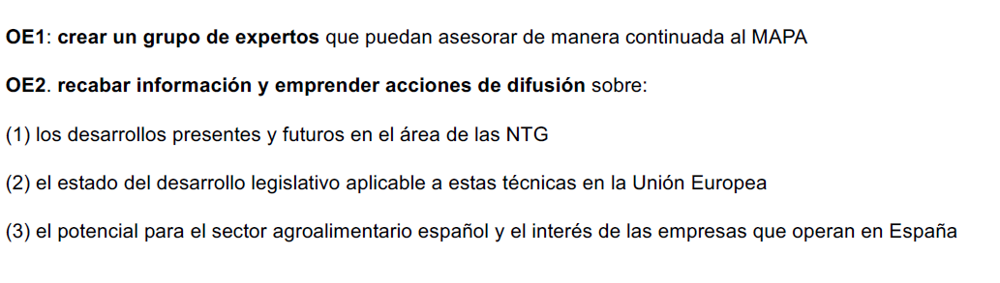 OE1: crear un grupo de expertos que puedan asesorar de manera continuada al MAPA
OE2. recabar información y emprender acciones de difusión sobre:
(1) los desarrollos presentes y futuros en el área de las NTG
(2) el estado del desarrollo legislativo aplicable a estas técnicas en la Unión Europea
(3) el potencial para el sector agroalimentario español y el interés de las empresas que operan en España